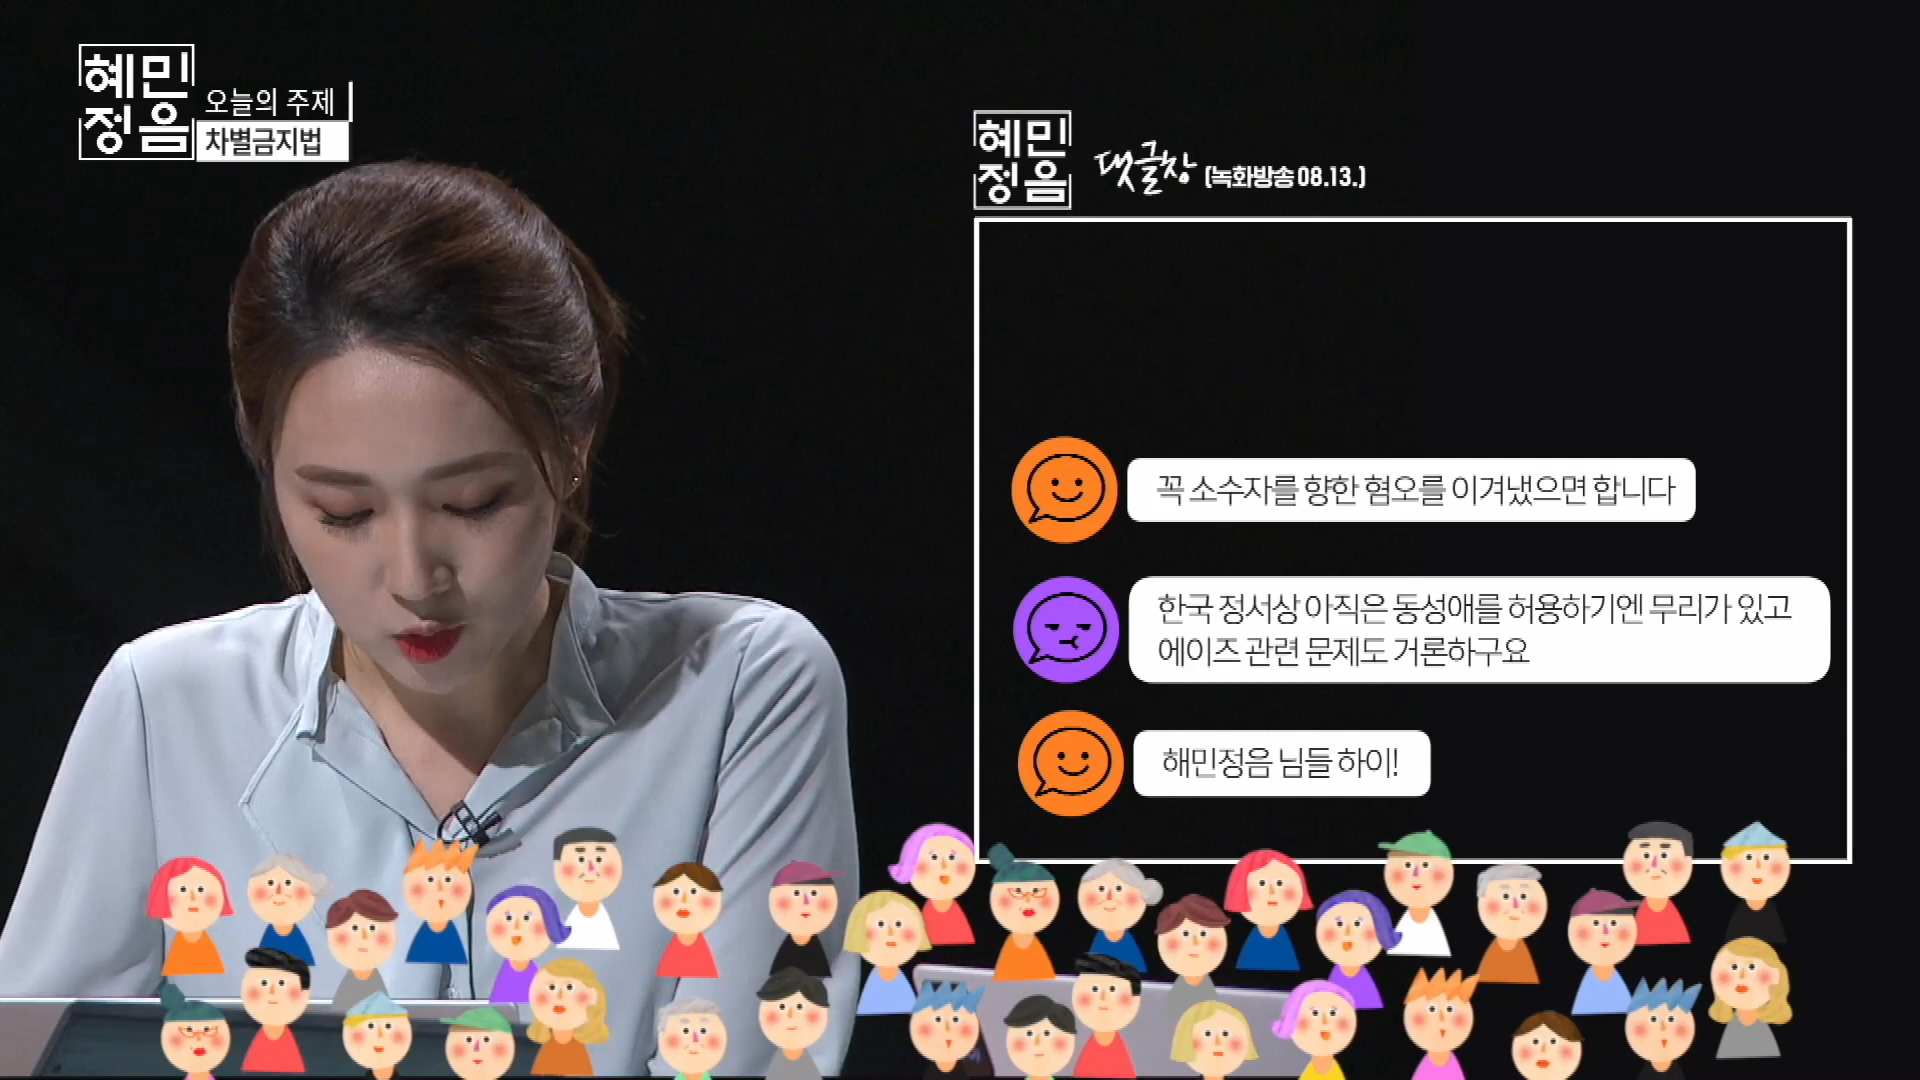 혜민
정음
오늘의 주제
차별금지법
혜민
정음
댓글창 (녹화방송 08.13.)
꼭 소수자를 향한 혐오를 이겨냈으면 합니다
한국 정서상 아직은 동성애를 허용하기엔 무리가 있고
에이즈 관련 문제도 거론하구요
해민정음 님들 하이!